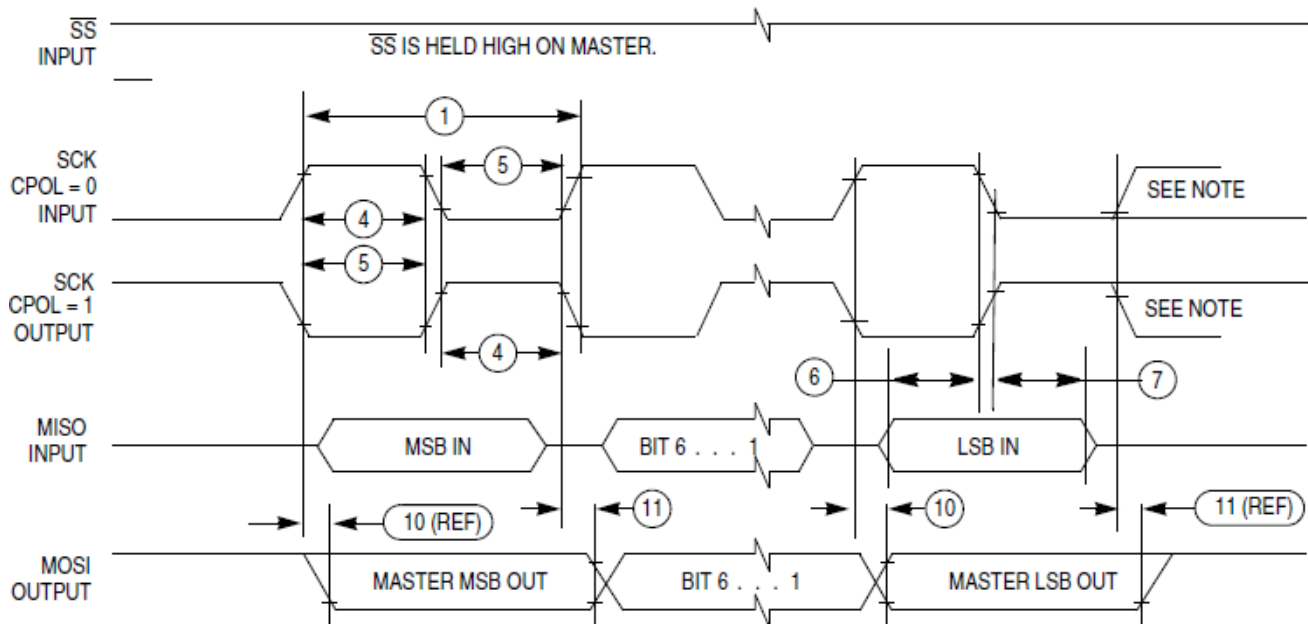 SS
INPUT
SS IS HELD HIGH ON MASTER.
1
SCK
CPOL = 0
INPUT
5
4
SEE NOTE
5
SCK
CPOL = 1
OUTPUT
4
SEE NOTE
6
7
MISO
INPUT
MSB IN
BIT 6 . . . 1
LSB IN
10 (REF)
11
10
11 (REF)
MOSI
OUTPUT
MASTER MSB OUT
BIT 6 . . . 1
MASTER LSB OUT